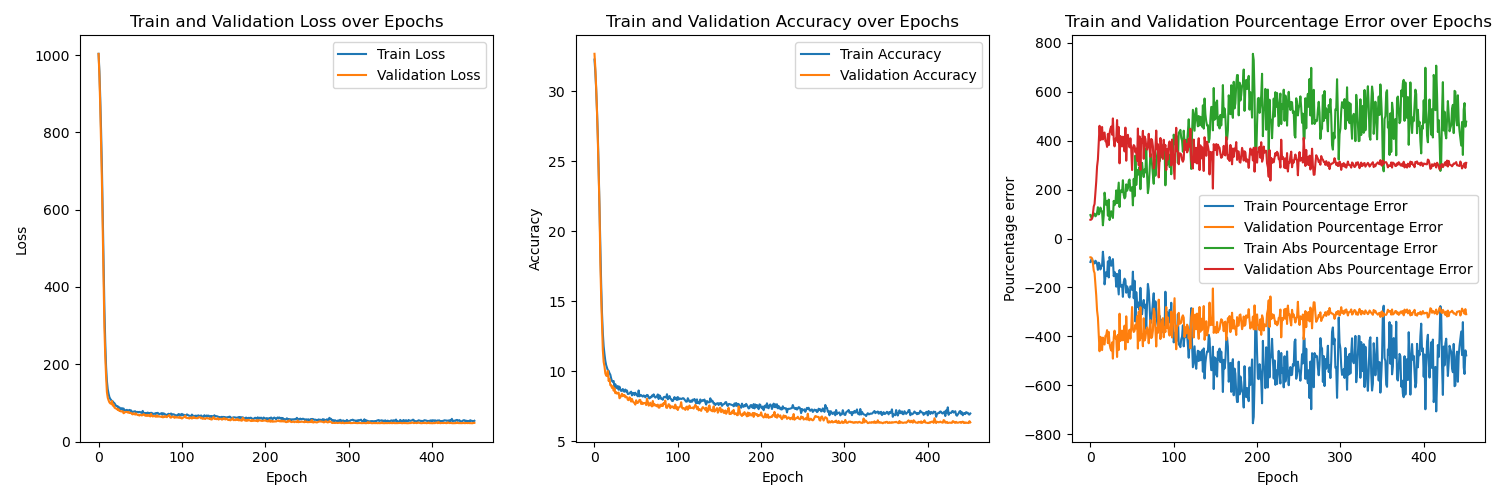 Train and Validation Loss over Epochs
Loss
1000
800
600
400
200
0
0 100 200 300 400
Epoch
Train Loss
Validation Loss
Train and Validation Accuracy over Epochs
Accuracy
30
25
20
15
10
5
0 100 200 300 400
Epoch
Train Accuracy
Validation Accuracy
Train and Validation Pourcentage Error over Epochs
Pourcentage error
800
600
400
200
0
−200
−400
−600
−800
0 100 200 300 400
Epoch
Train Pourcentage Error
Validation Pourcentage Error
Train Abs Pourcentage Error
Validation Abs Pourcentage Error